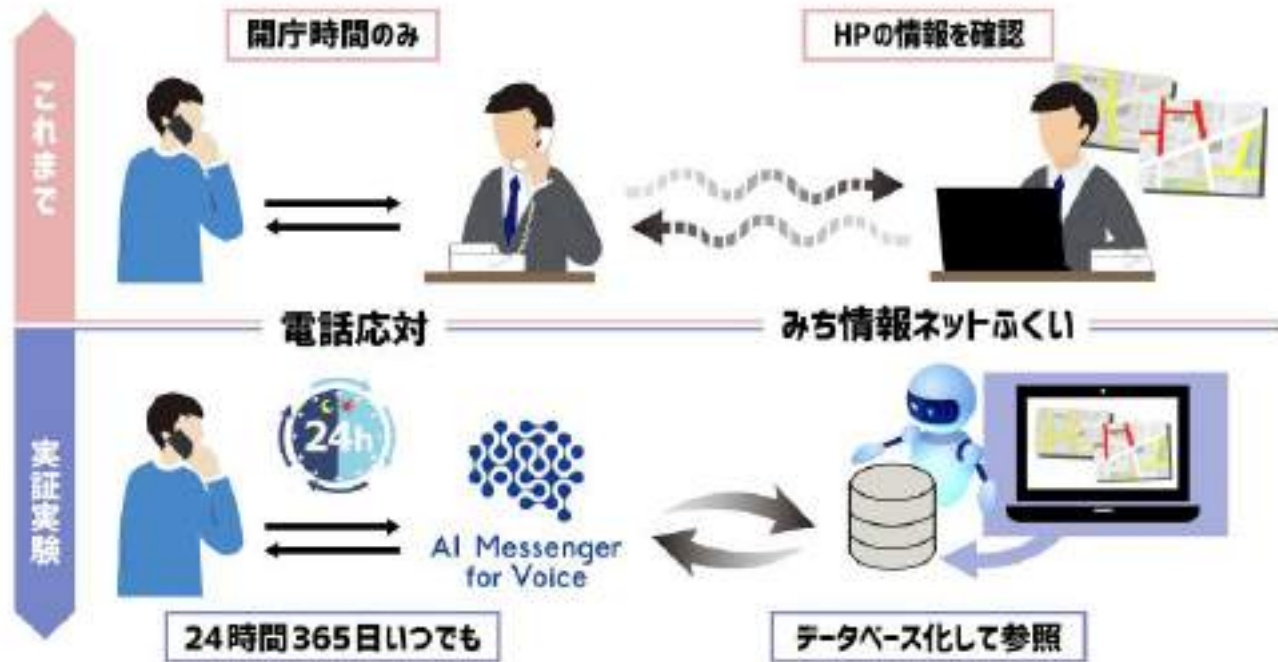 開庁時間のみ
HPの情報を確認
これまで
電話応対
みち情報ネットふくい
実証実験
24h
AI Messenger
for Voice
24時間365日いつでも
データベース化して参照